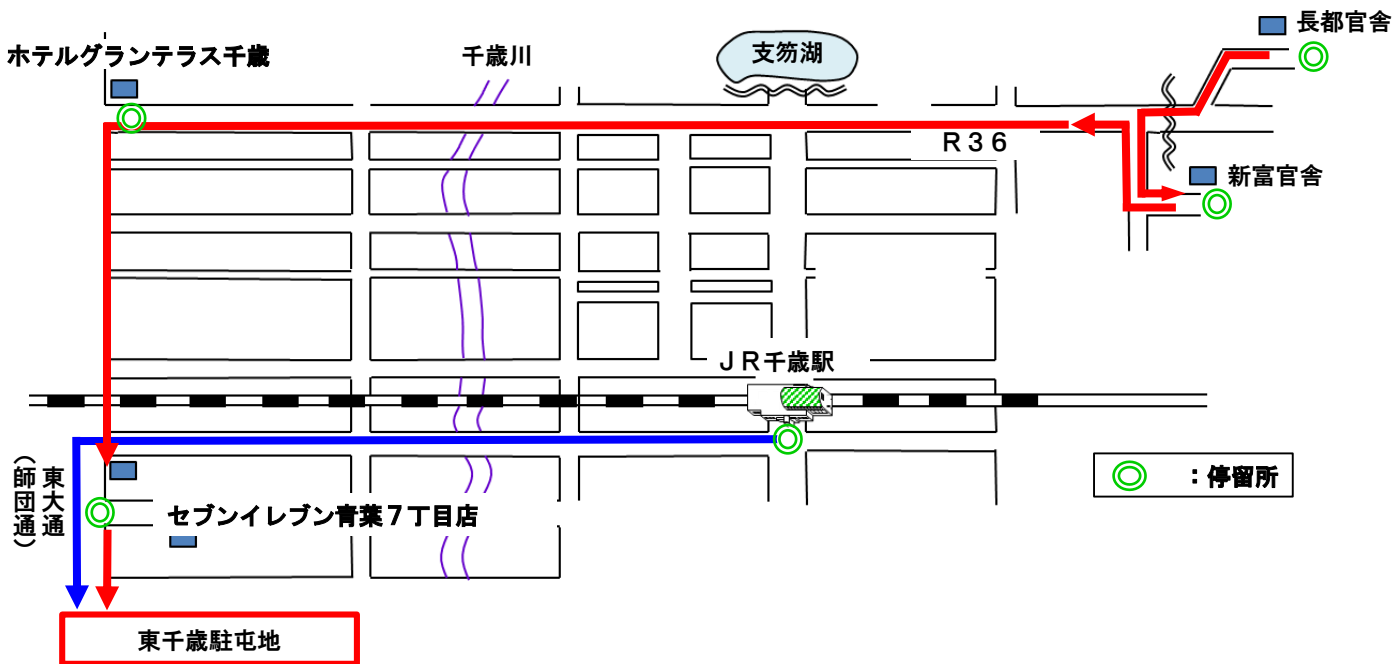 長都官舎
ホテルグランテラス千歳
千歳川
支笏湖
R36
新富官舎
JR千歳駅
東大通
(師団通)
:停留所
セブンイレブン青葉7丁目店
東千歳駐屯地